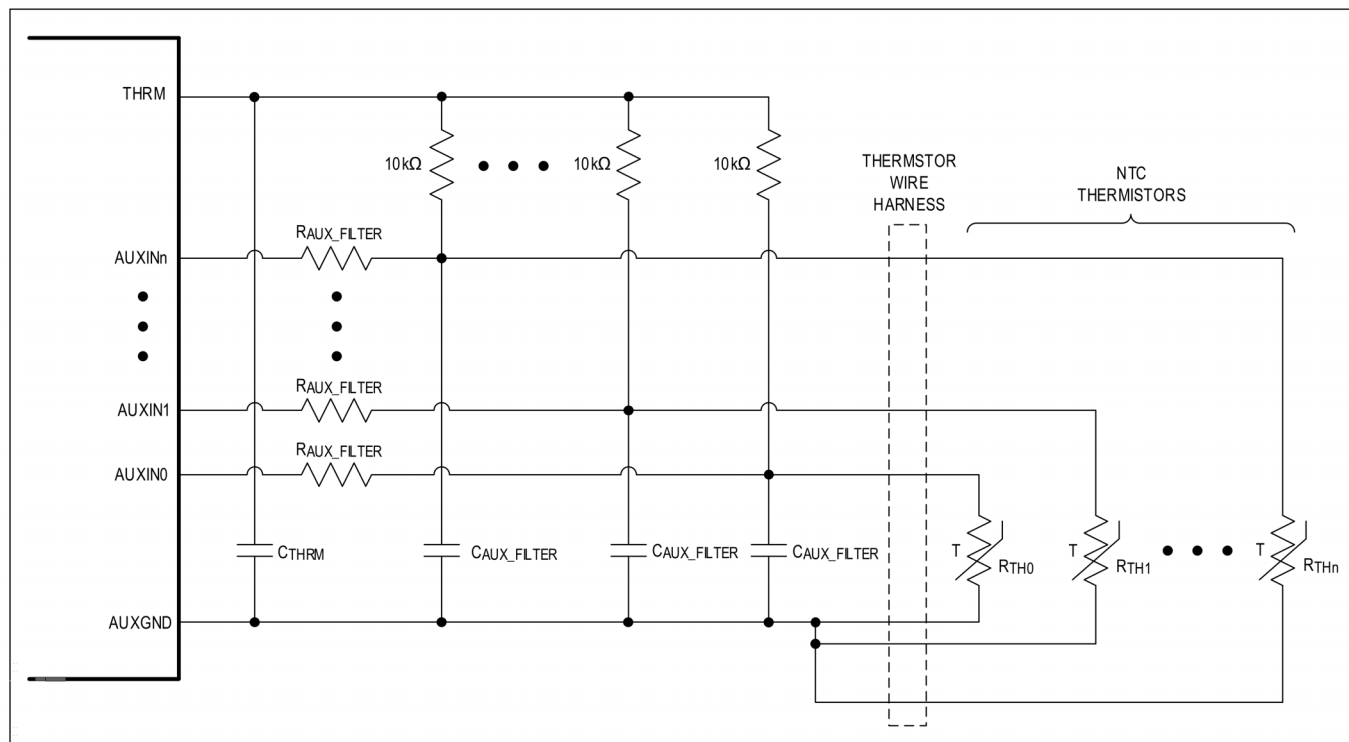 THRM
10kΩ
10kΩ
10kΩ
THERMSTOR
WIRE
HARNESS
NTC
THERMISTORS
RAUX_FILTER
AUXINn
RAUX_FILTER
AUXIN1
RAUX_FILTER
AUXIN0
CTHRM
CAUX_FILTER
CAUX_FILTER
CAUX_FILTER
T
RTH0
T
RTH1
T
RTHn
AUXGND